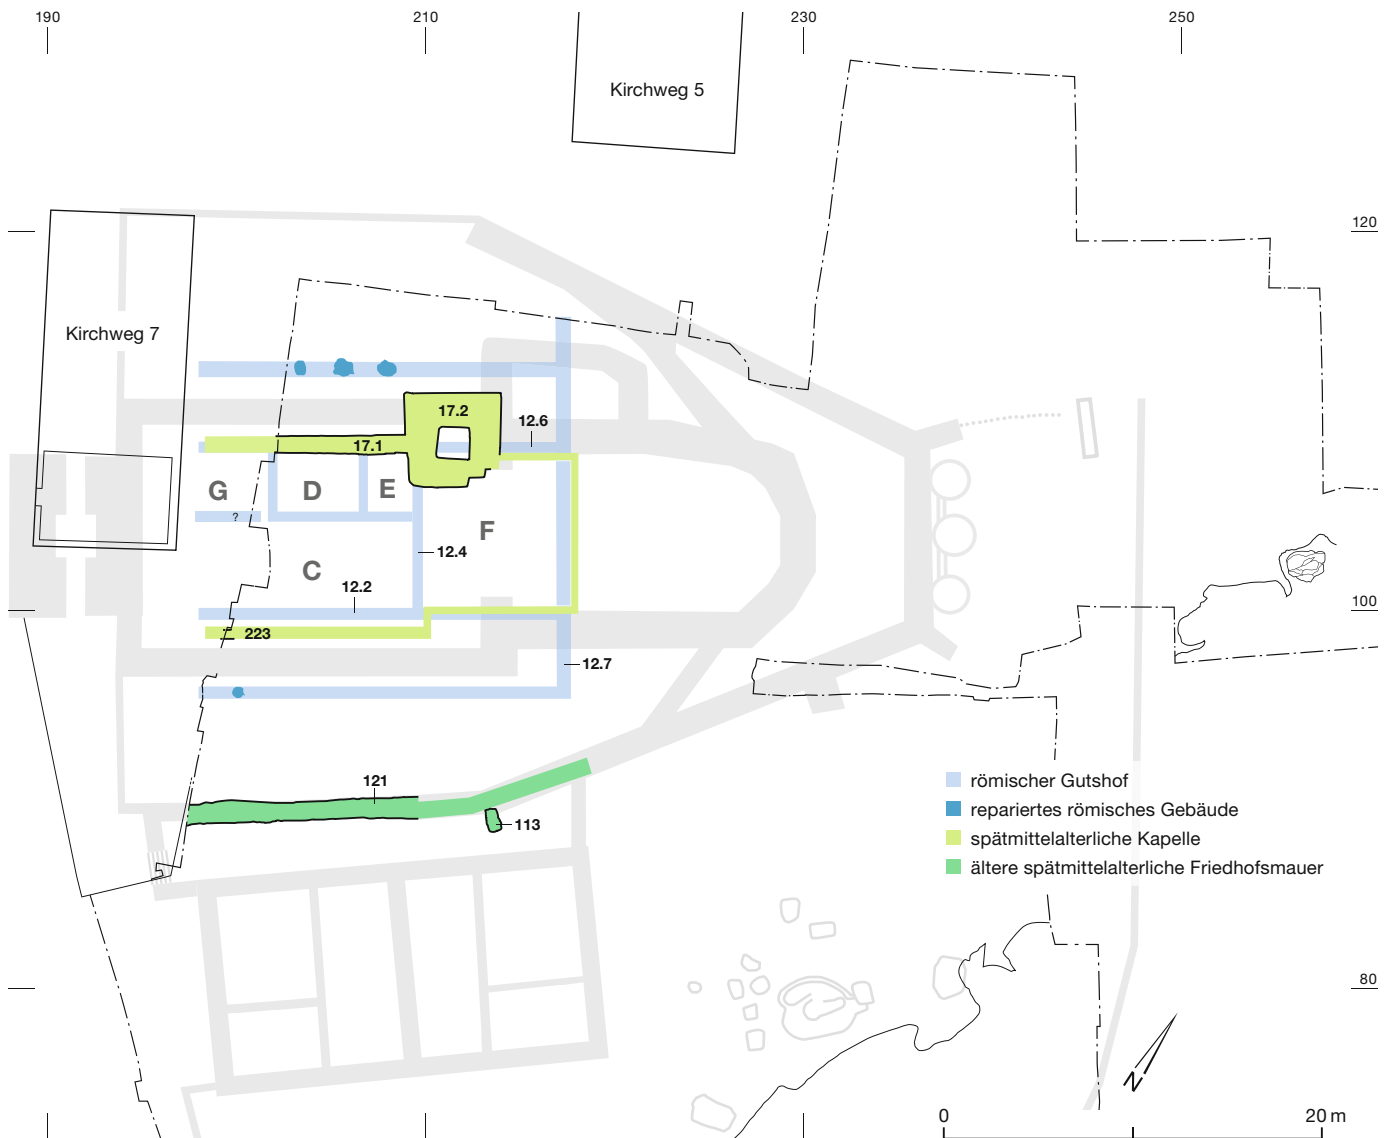 190
210
230
250
Kirchweg 5
120
Kirchweg 7
17.2
12.6
17.1
G
D
E
?
F
12.4
C
12.2
100
223
12.7
121
113
römischer Gutshof
repariertes römisches Gebäude
spätmittelalterliche Kapelle
ältere spätmittelalterliche Friedhofsmauer
80
N
0
20 m